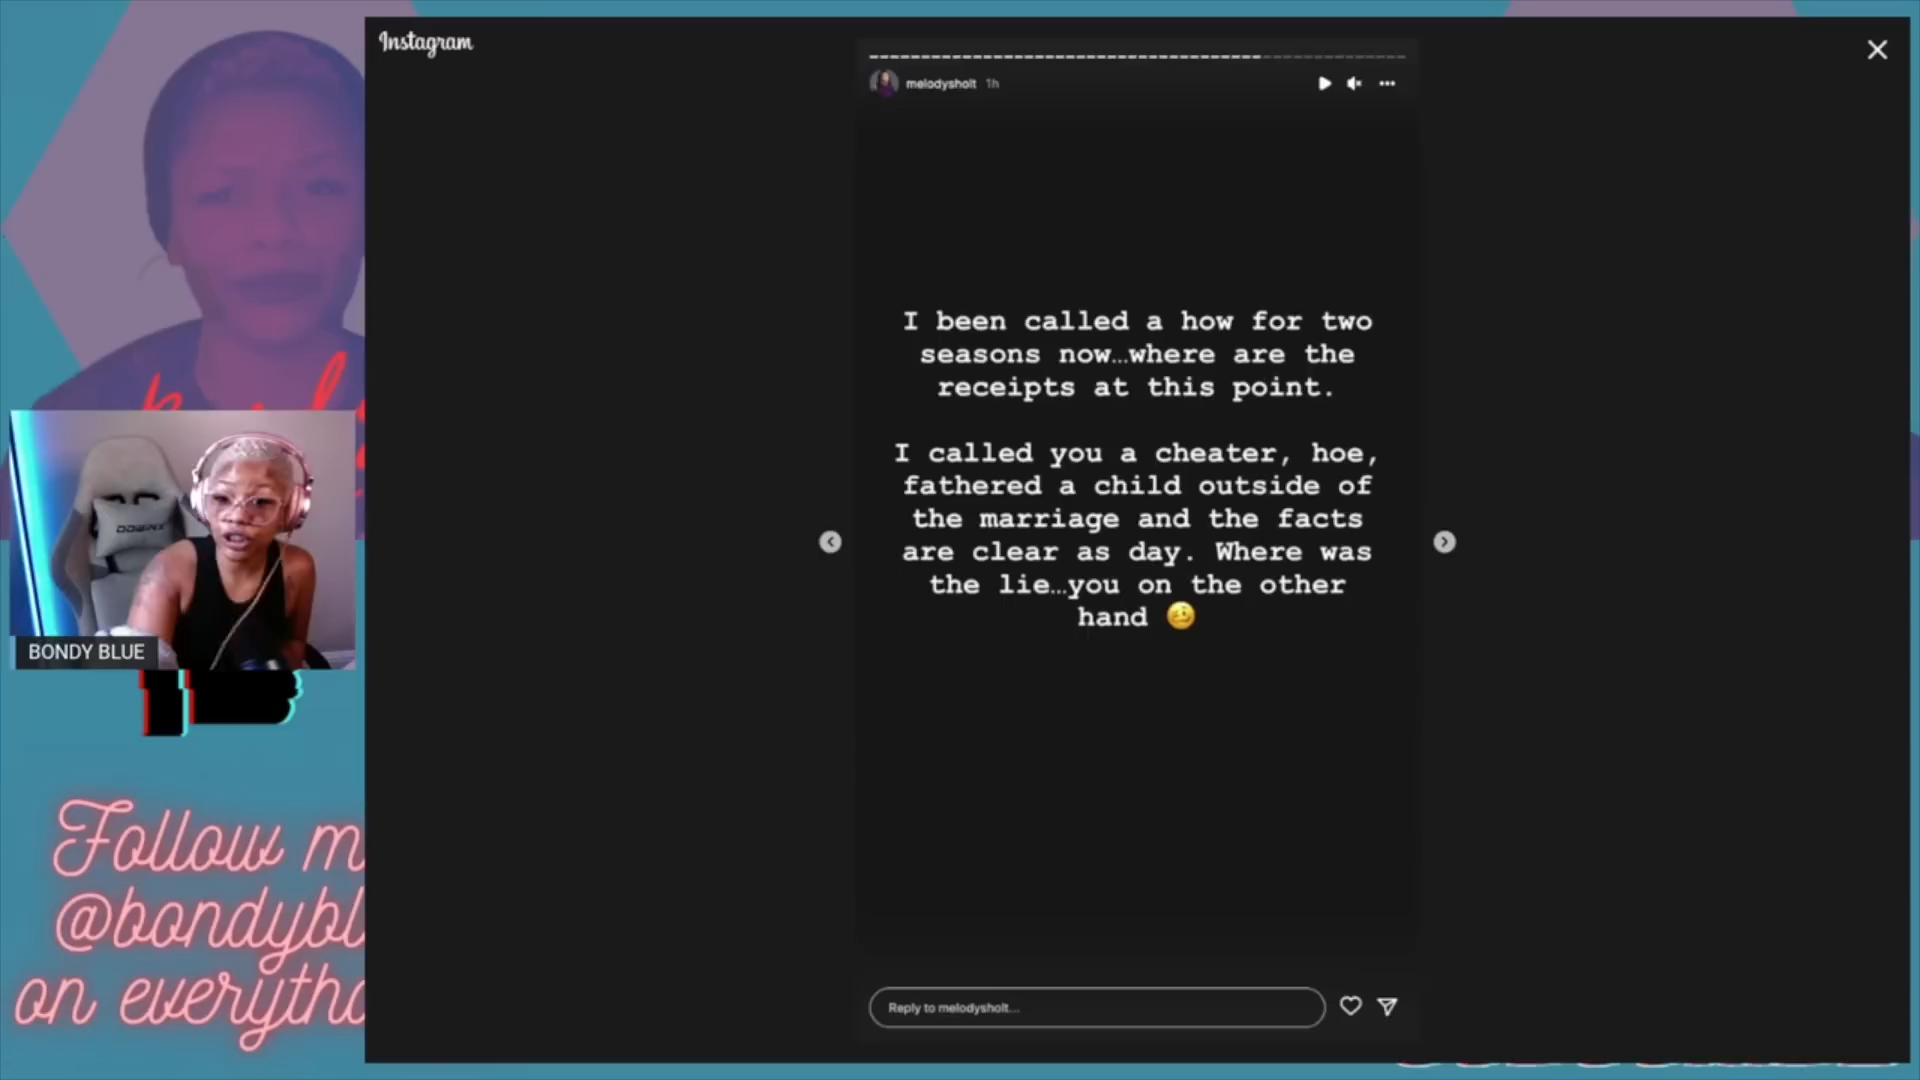 Instagram
melodysholt 1h
I been called a how for two
seasons now…where are the
receipts at this point.
I called you a cheater, hoe,
fathered a child outside of
the marriage and the facts
are clear as day. Where was
the lie…you on the other
hand 🥴
Reply to melodysholt...
BONDY BLUE
Follow m
@bondybl
on everyth